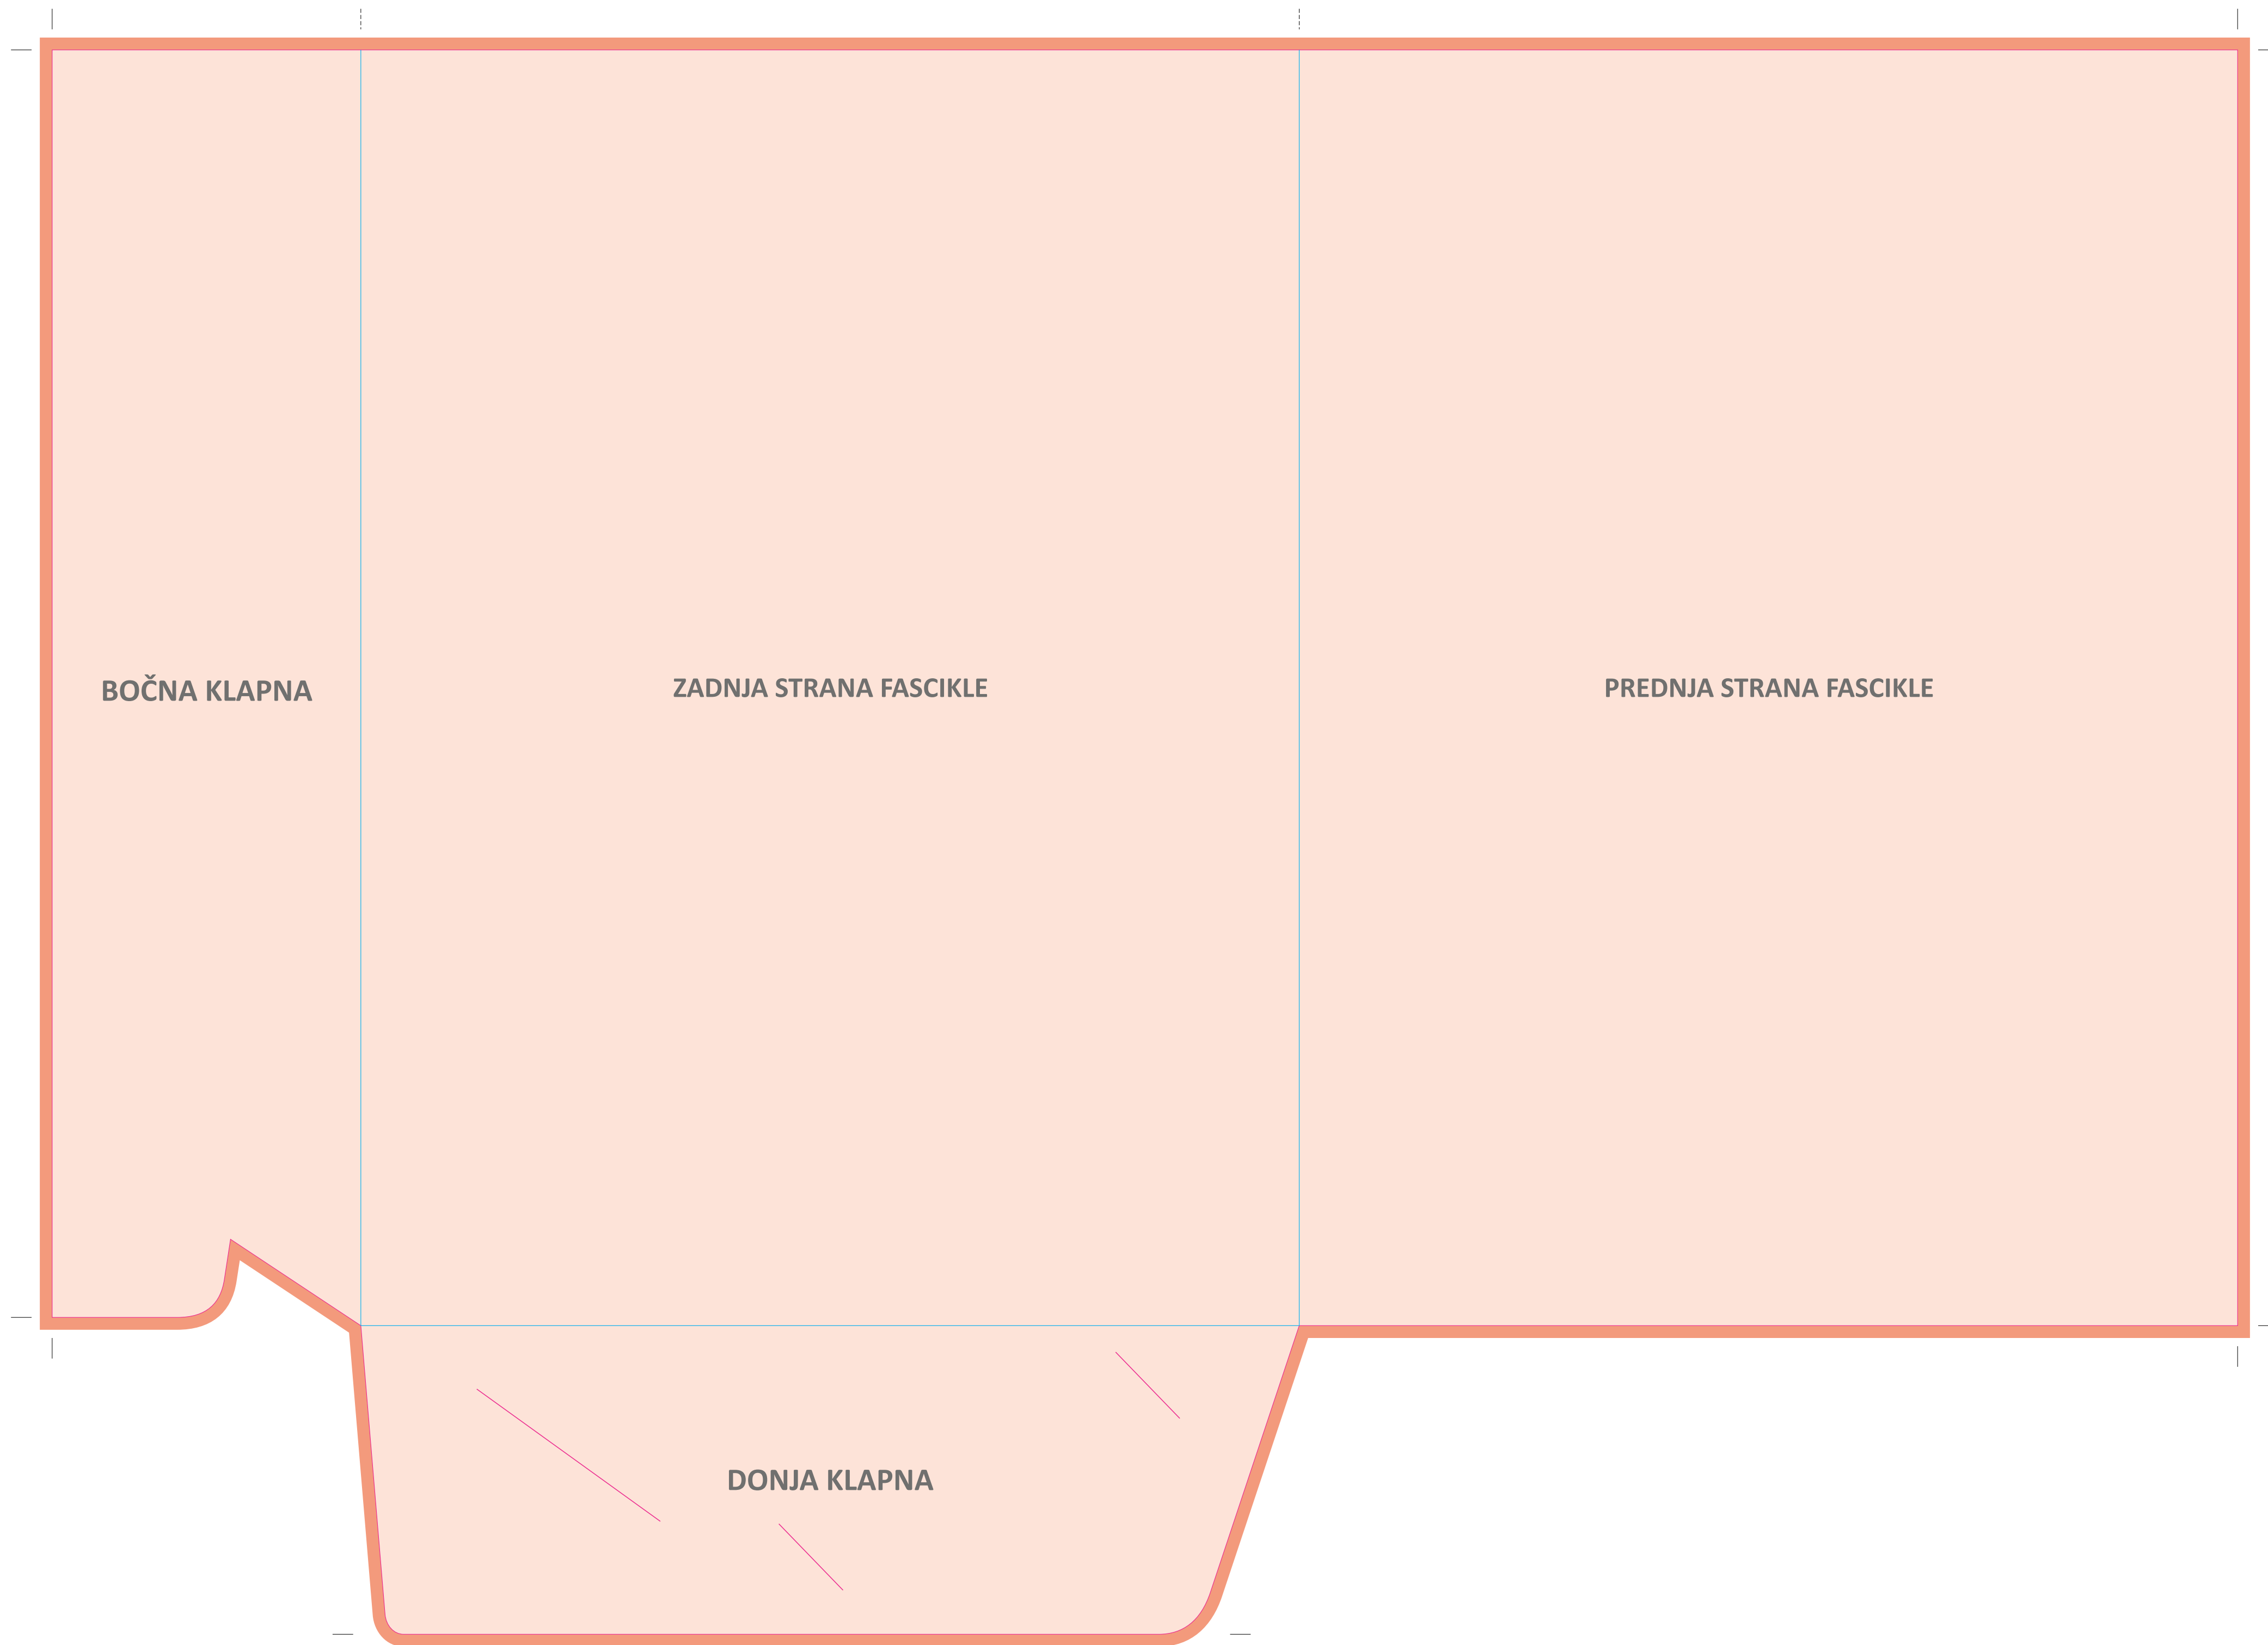 BOČNA KLAPNA
ZADNJA STRANA FASCIKLE
PREDNJA STRANA FASCIKLE
DONJA KLAPNA